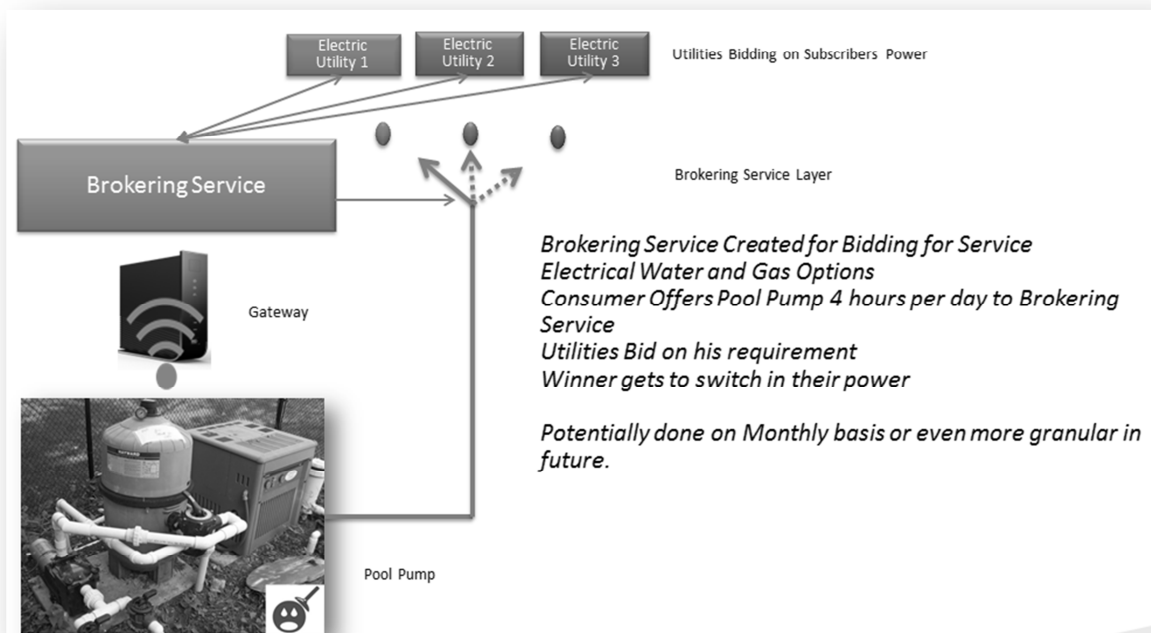 Electric
Utility 1
Electric
Utility 2
Electric
Utility 3
Utilities Bidding on Subscribers Power
Brokering Service
Brokering Service Layer
Brokering Service Created for Bidding for Service
Electrical Water and Gas Options
Consumer Offers Pool Pump 4 hours per day to Brokering
Service
Utilities Bid on his requirement
Winner gets to switch in their power
Potentially done on Monthly basis or even more granular in
future.
Gateway
HAYWARD
Pool Pump